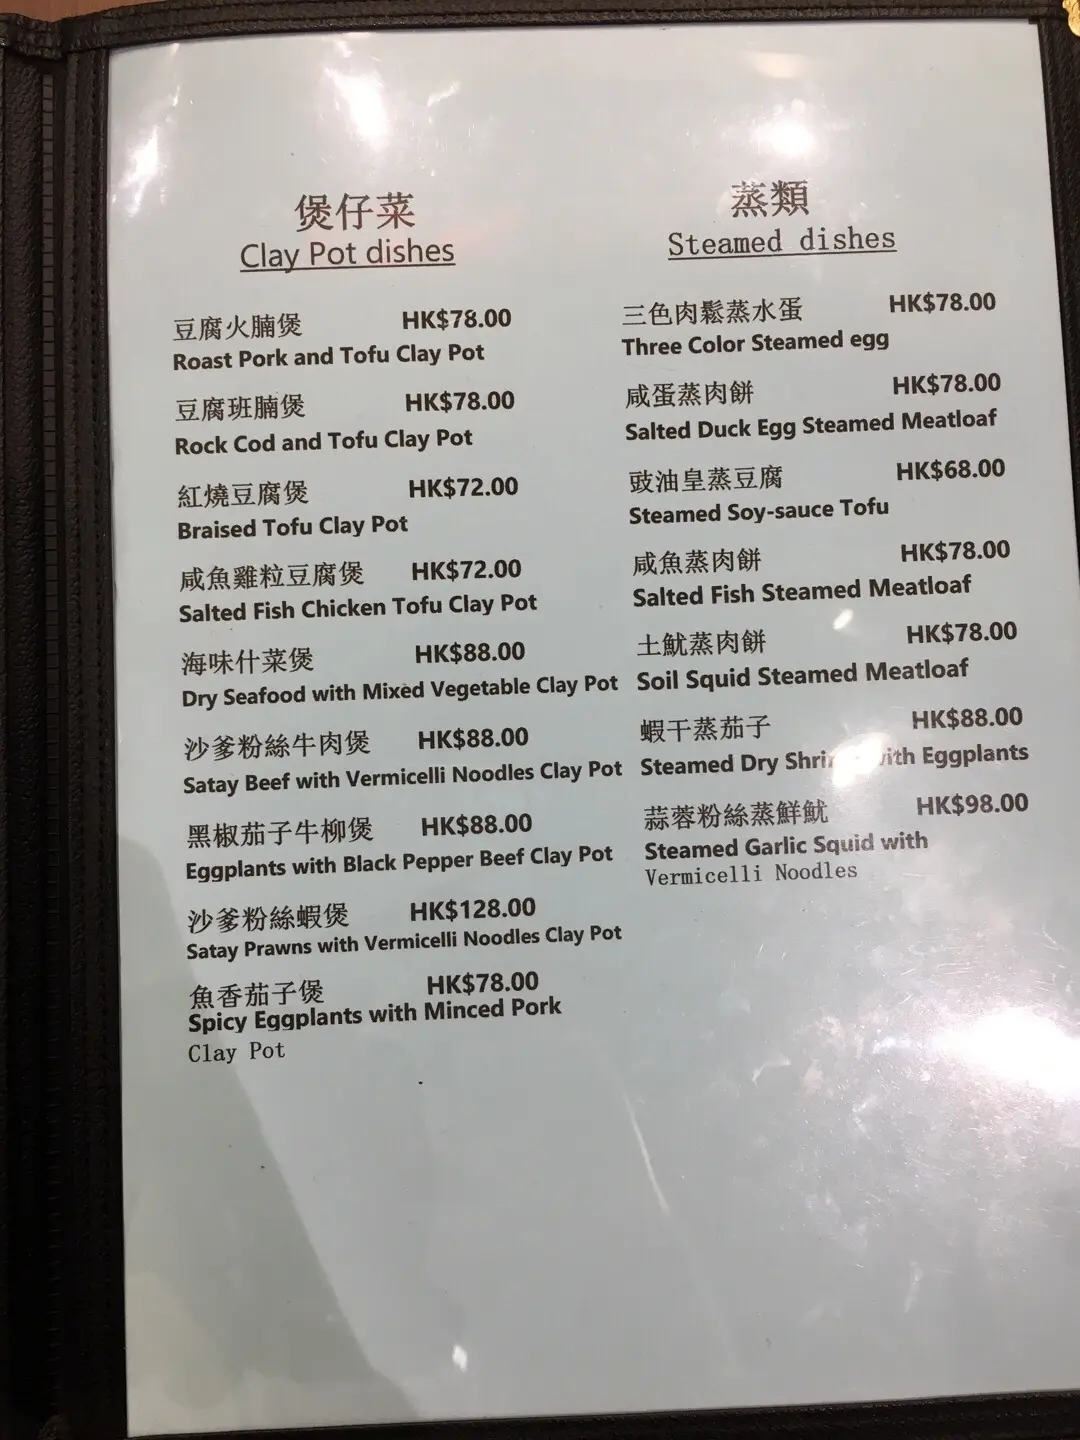 煲仔菜
Clay Pot dishes
豆腐火腩煲 HK$78.00
Roast Pork and Tofu Clay Pot
豆腐班腩煲 HK$78.00
Rock Cod and Tofu Clay Pot
紅燒豆腐煲 HK$72.00
Braised Tofu Clay Pot
咸魚雞粒豆腐煲 HK$72.00
Salted Fish Chicken Tofu Clay Pot
海味什菜煲 HK$88.00
Dry Seafood with Mixed Vegetable Clay Pot
沙爹粉絲牛肉煲 HK$88.00
Satay Beef with Vermicelli Noodles Clay Pot
黑椒茄子牛柳煲 HK$88.00
Eggplants with Black Pepper Beef Clay Pot
沙爹粉絲蝦煲 HK$128.00
Satay Prawns with Vermicelli Noodles Clay Pot
魚香茄子煲 HK$78.00
Spicy Eggplants with Minced Pork
Clay Pot
蒸類
Steamed dishes
三色肉鬆蒸水蛋 HK$78.00
Three Color Steamed egg
咸蛋蒸肉餅 HK$78.00
Salted Duck Egg Steamed Meatloaf
豉油皇蒸豆腐 HK$68.00
Steamed Soy-sauce Tofu
咸魚蒸肉餅 HK$78.00
Salted Fish Steamed Meatloaf
土魷蒸肉餅 HK$78.00
Soil Squid Steamed Meatloaf
蝦干蒸茄子 HK$88.00
Steamed Dry Shrimp with Eggplants
蒜蓉粉絲蒸鮮魷 HK$98.00
Steamed Garlic Squid with
Vermicelli Noodles